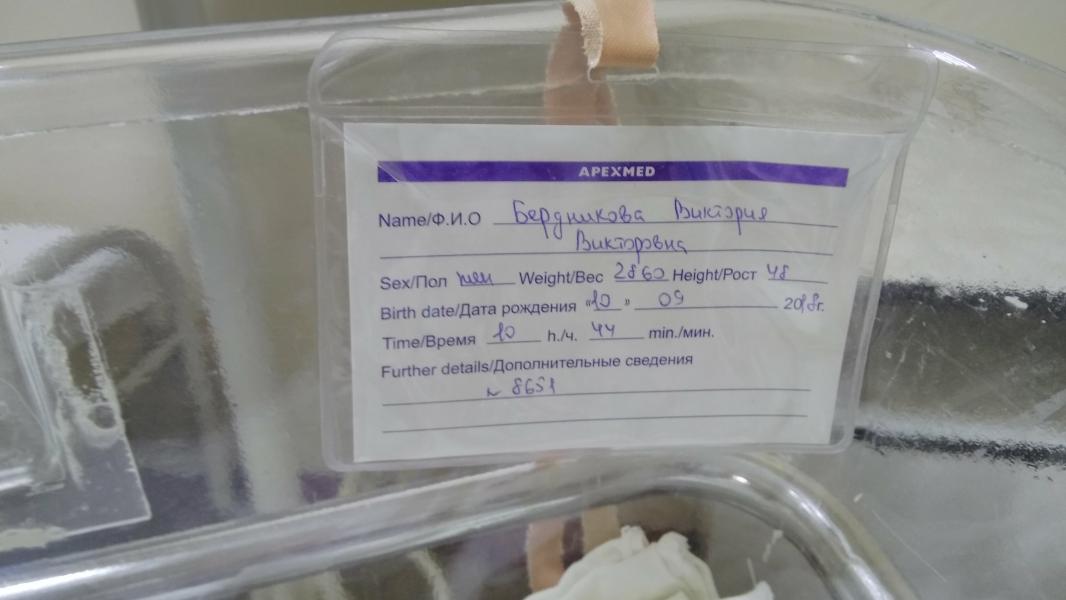 APEXMED
Name/Ф.И.О Бердникова Виктория
Викторовна
Sex/Пол жен Weight/Вес 2860 Height/Рост 48
Birth date/Дата рождения "10" 09 2018г.
Time/Время 10 h./ч. 44 min./мин.
Further details/Дополнительные сведения
№ 8651